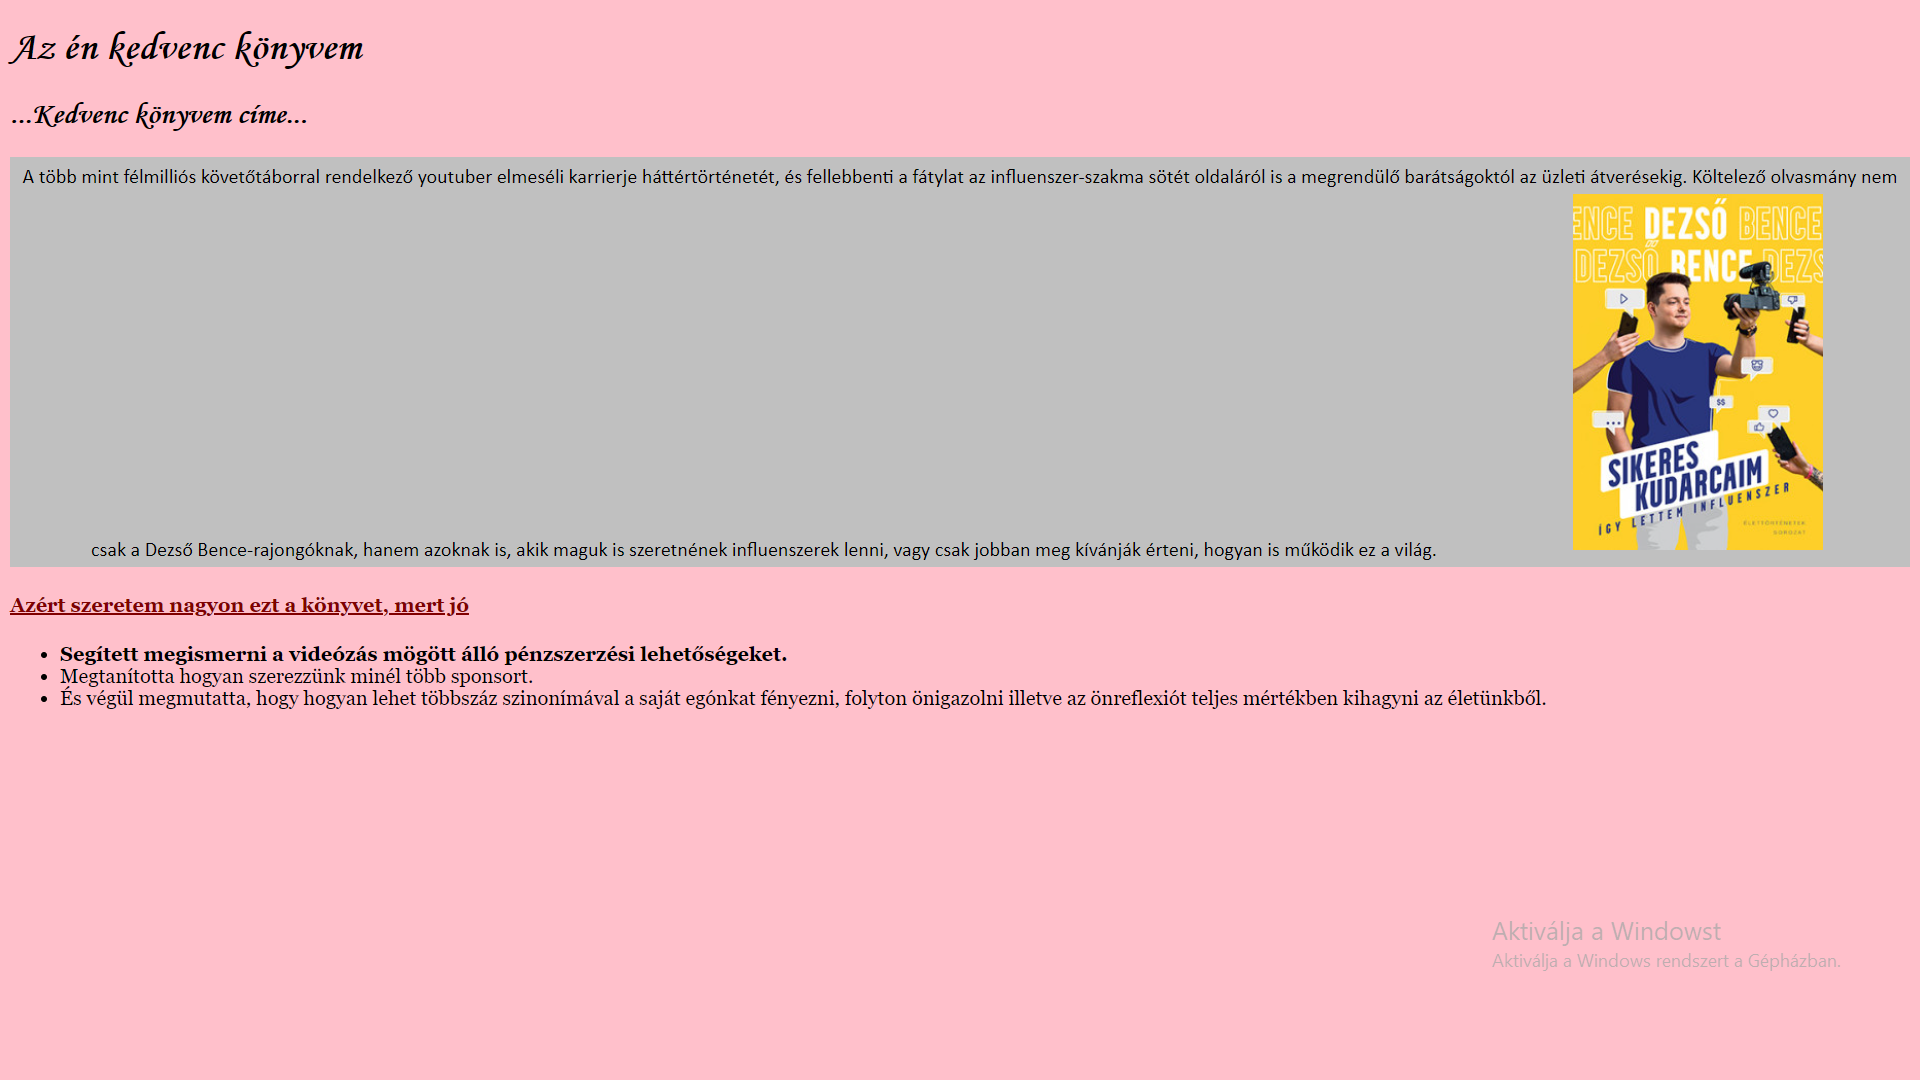 Az én kedvenc könyvem
...Kedvenc könyvem címe...
A több mint félmilliós követőtáborral rendelkező youtuber elmeséli karrierje háttértörténetét, és fellebbenti a fátylat az influenszer-szakma sötét oldaláról is a megrendülő barátságoktól az üzleti átverésekig. Költelező olvasmány nem
ENCE DEZSŐ BENCE
DEZSŐ BENCE DEZS
$$
SIKERES
KUDARCAIM
ÍGY LETTEM INFLUENSZER
ÉLETTÖRTÉNETEK
SOROZAT
csak a Dezső Bence-rajongóknak, hanem azoknak is, akik maguk is szeretnének influenszerek lenni, vagy csak jobban meg kívánják érteni, hogyan is működik ez a világ.
Azért szeretem nagyon ezt a könyvet, mert jó
• Segített megismerni a videózás mögött álló pénzszerzési lehetőségeket.
• Megtanította hogyan szerezzünk minél több sponsort.
• És végül megmutatta, hogy hogyan lehet többszáz szinonímával a saját egónkat fényezni, folyton önigazolni illetve az önreflexiót teljes mértékben kihagyni az életünkből.
Aktiválja a Windowst
Aktiválja a Windows rendszert a Gépházban.